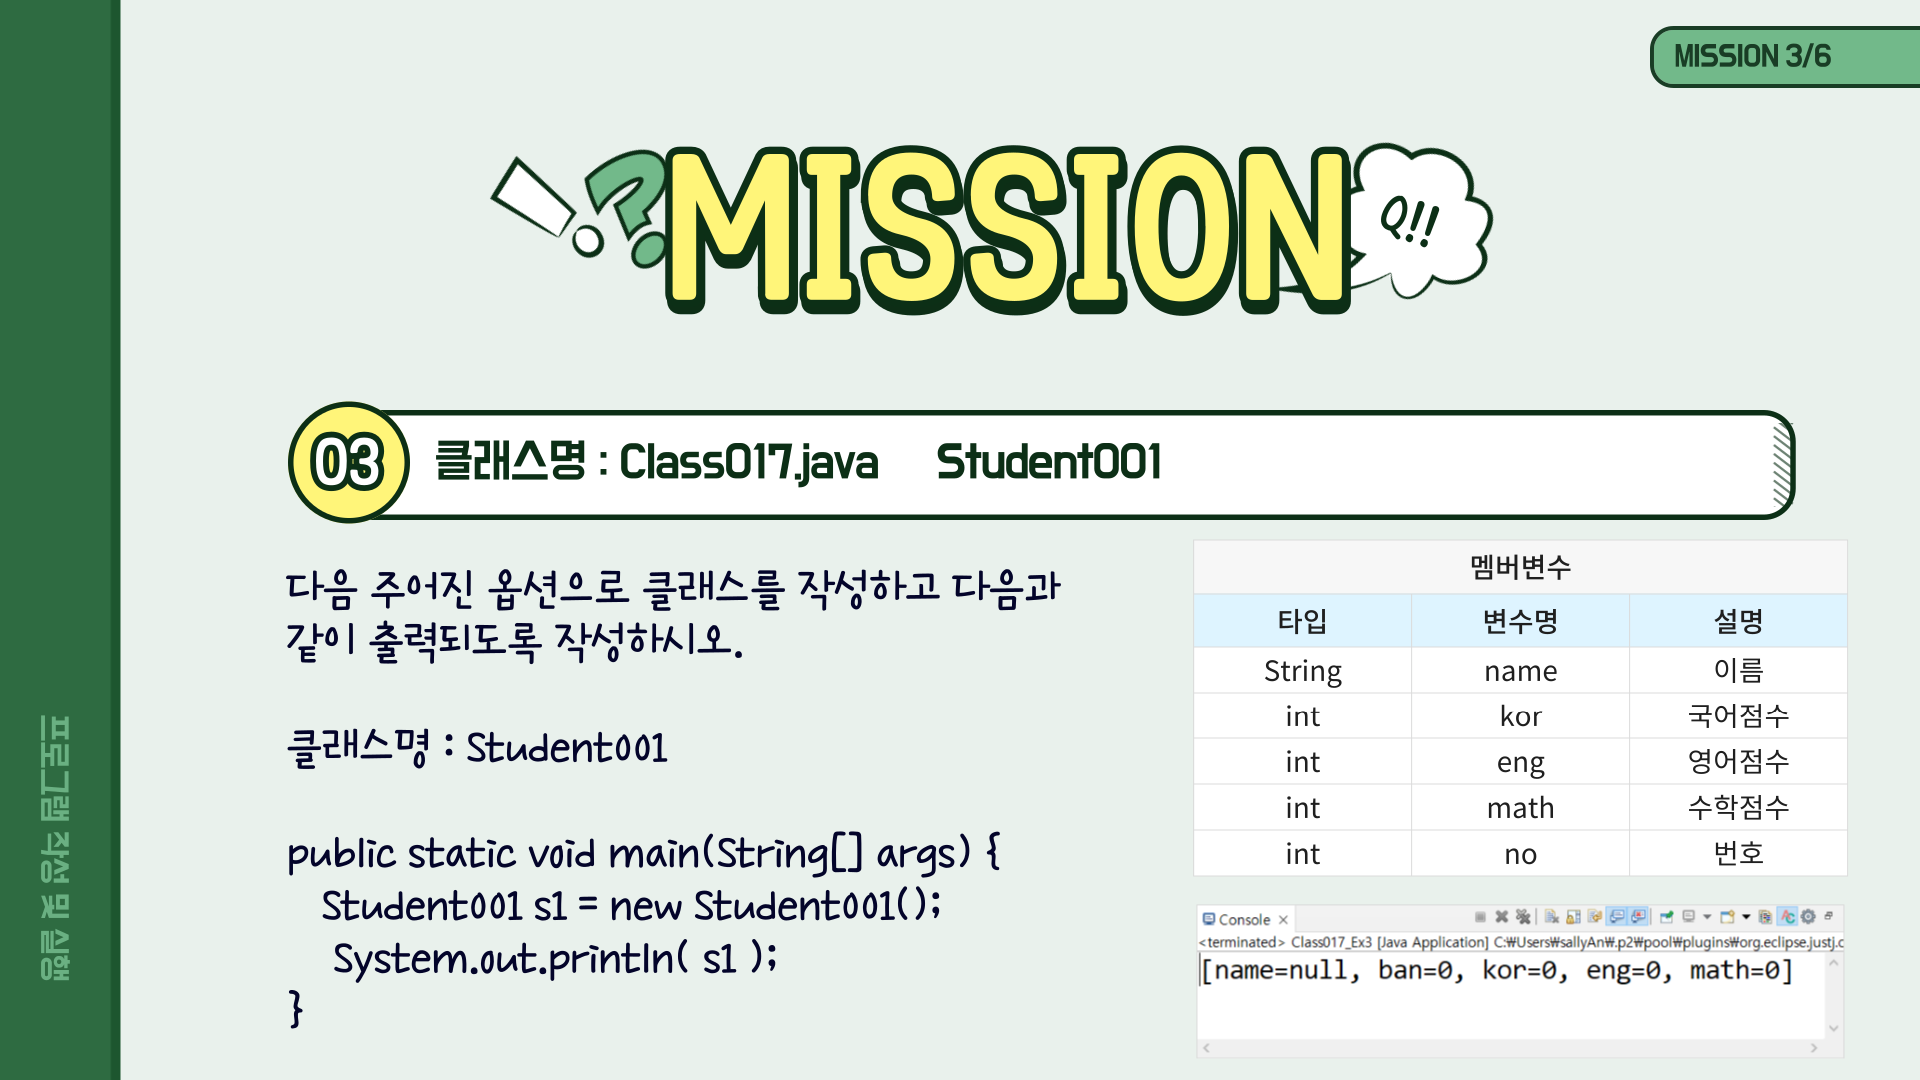 MISSION 3/6
MISSION
Q!!
03
클래스명 : Class017.java Student001
다음 주어진 옵션으로 클래스를 작성하고 다음과
같이 출력되도록 작성하시오.
클래스명 : Student001
public static void main(String[] args) {
Student001 s1 = new Student001();
System.out.println( s1 );
}
멤버변수
타입 변수명 설명
String name 이름
int kor 국어점수
int eng 영어점수
int math 수학점수
int no 번호
Console
<terminated> Class017_Ex3 [Java Application] C:₩Users₩sallyAn₩.p2₩pool₩plugins₩org.eclipse.justj.c
[name=null, ban=0, kor=0, eng=0, math=0]
프로그램 작성 및 실행